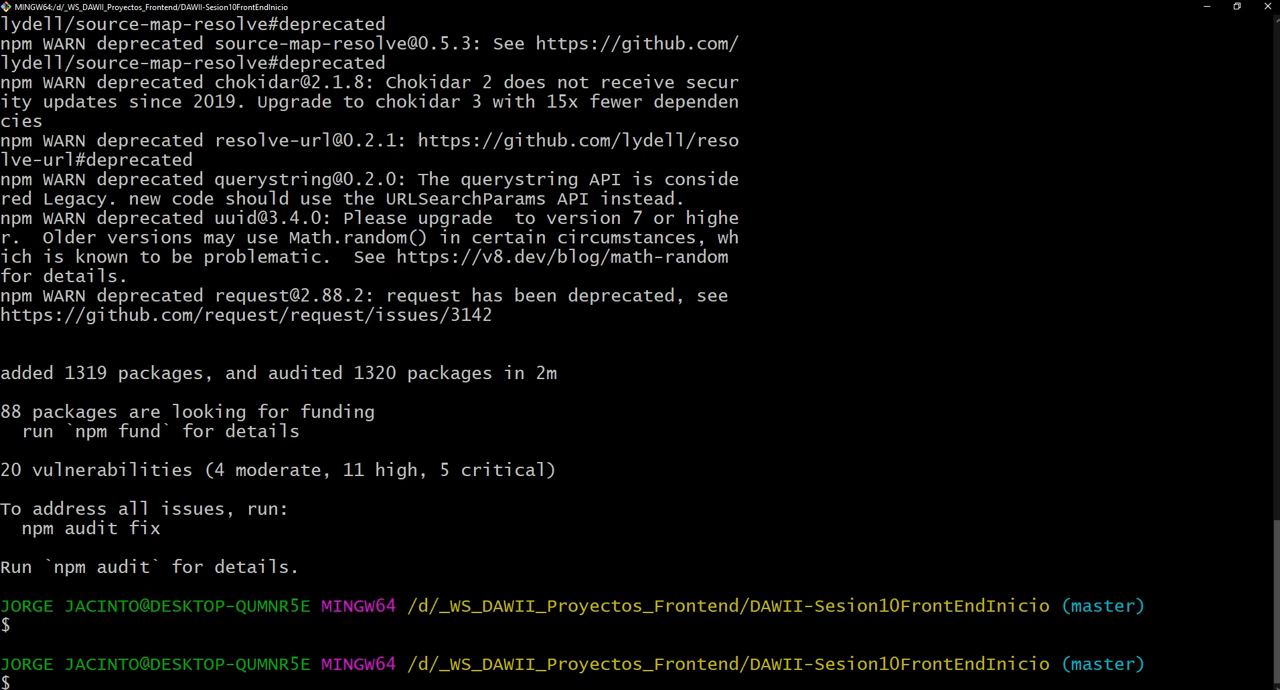 MINGW64:/d/_WS_DAWII_Proyectos_Frontend/DAWII-Sesion10FrontEndInicio
lydell/source-map-resolve#deprecated
npm WARN deprecated source-map-resolve@0.5.3: See https://github.com/
lydell/source-map-resolve#deprecated
npm WARN deprecated chokidar@2.1.8: Chokidar 2 does not receive secur
ity updates since 2019. Upgrade to chokidar 3 with 15x fewer dependen
cies
npm WARN deprecated resolve-url@0.2.1: https://github.com/lydell/reso
lve-url#deprecated
npm WARN deprecated querystring@0.2.0: The querystring API is conside
red Legacy. new code should use the URLSearchParams API instead.
npm WARN deprecated uuid@3.4.0: Please upgrade  to version 7 or highe
r.  Older versions may use Math.random() in certain circumstances, wh
ich is known to be problematic.  See https://v8.dev/blog/math-random
for details.
npm WARN deprecated request@2.88.2: request has been deprecated, see
https://github.com/request/request/issues/3142
added 1319 packages, and audited 1320 packages in 2m
88 packages are looking for funding
  run `npm fund` for details
20 vulnerabilities (4 moderate, 11 high, 5 critical)
To address all issues, run:
  npm audit fix
Run `npm audit` for details.
JORGE JACINTO@DESKTOP-QUMNR5E MINGW64 /d/_WS_DAWII_Proyectos_Frontend/DAWII-Sesion10FrontEndInicio (master)
$
JORGE JACINTO@DESKTOP-QUMNR5E MINGW64 /d/_WS_DAWII_Proyectos_Frontend/DAWII-Sesion10FrontEndInicio (master)
$